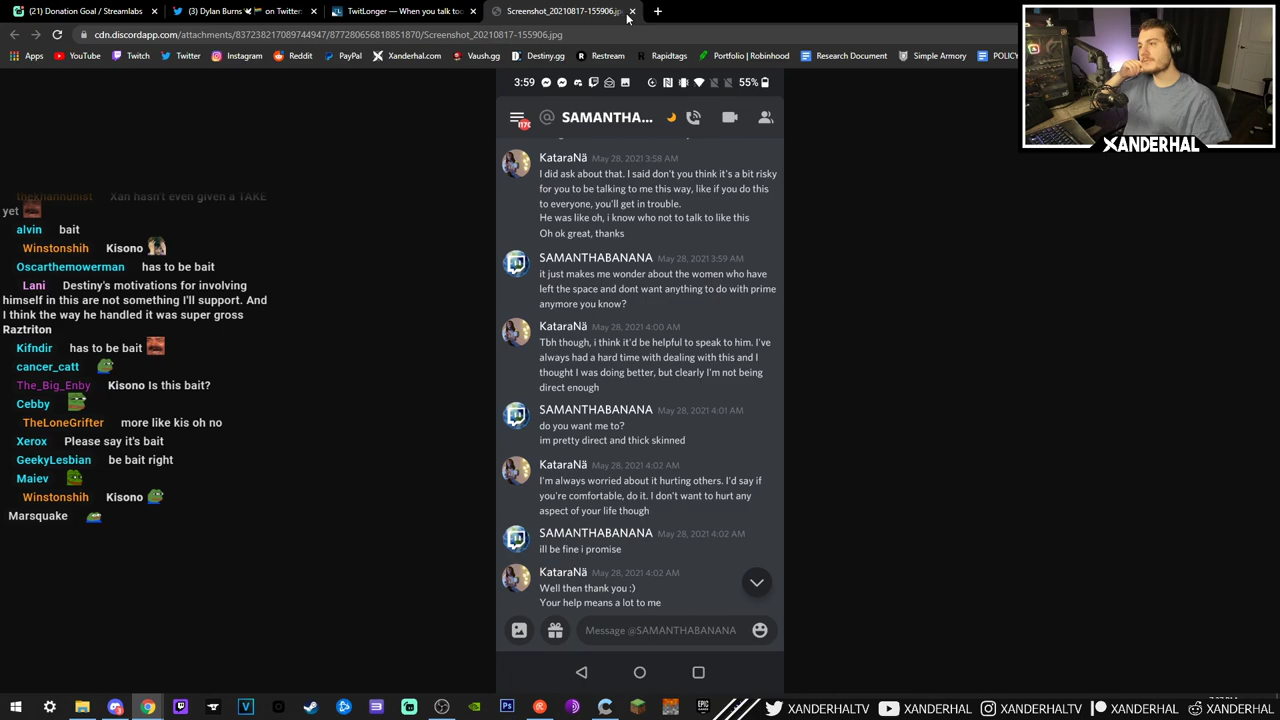 (21) Donation Goal / Streamlabs
(3) Dylan Burns on Twitter:
TwitLonger — When you talk too
Screenshot_20210817-155906.jp
cdn.discordapp.com/attachments/837238217089744947/877280656818851870/Screenshot_20210817-155906.jpg
Apps
YouTube
Twitch
Twitter
Instagram
Reddit
PayPal
Xanderhal.com
Vaush.gg
Destiny.gg
Restream
Rapidtags
Portfolio | Robinhood
Research Document
Simple Armory
POLIC
XANDERHAL
thekhannunist Xan hasn't even given a TAKE
yet
alvin bait
Winstonshih Kisono
Oscarthemowerman has to be bait
Lani Destiny's motivations for involving
himself in this are not something I'll support. And
I think the way he handled it was super gross
Raztriton
Kifndir has to be bait
cancer_catt
The_Big_Enby Kisono Is this bait?
Cebby
TheLoneGrifter more like kis oh no
Xerox Please say it's bait
GeekyLesbian be bait right
Maiev
Winstonshih Kisono
Marsquake
3:59
55%
@ SAMANTHA...
KataraNä May 28, 2021 3:58 AM
I did ask about that. I said don't you think it's a bit risky
for you to be talking to me this way, like if you do this
to everyone, you'll get in trouble.
He was like oh, i know who not to talk to like this
Oh ok great, thanks
SAMANTHABANANA May 28, 2021 3:59 AM
it just makes me wonder about the women who have
left the space and dont want anything to do with prime
anymore you know?
KataraNä May 28, 2021 4:00 AM
Tbh though, i think it'd be helpful to speak to him. I've
always had a hard time with dealing with this and I
thought I was doing better, but clearly I'm not being
direct enough
SAMANTHABANANA May 28, 2021 4:01 AM
do you want me to?
im pretty direct and thick skinned
KataraNä May 28, 2021 4:02 AM
I'm always worried about it hurting others. I'd say if
you're comfortable, do it. I don't want to hurt any
aspect of your life though
SAMANTHABANANA May 28, 2021 4:02 AM
ill be fine i promise
KataraNä May 28, 2021 4:02 AM
Well then thank you :)
Your help means a lot to me
Message @SAMANTHABANANA
XANDERHALTV
XANDERHAL
XANDERHALTV
XANDERHAL
XANDERHAL